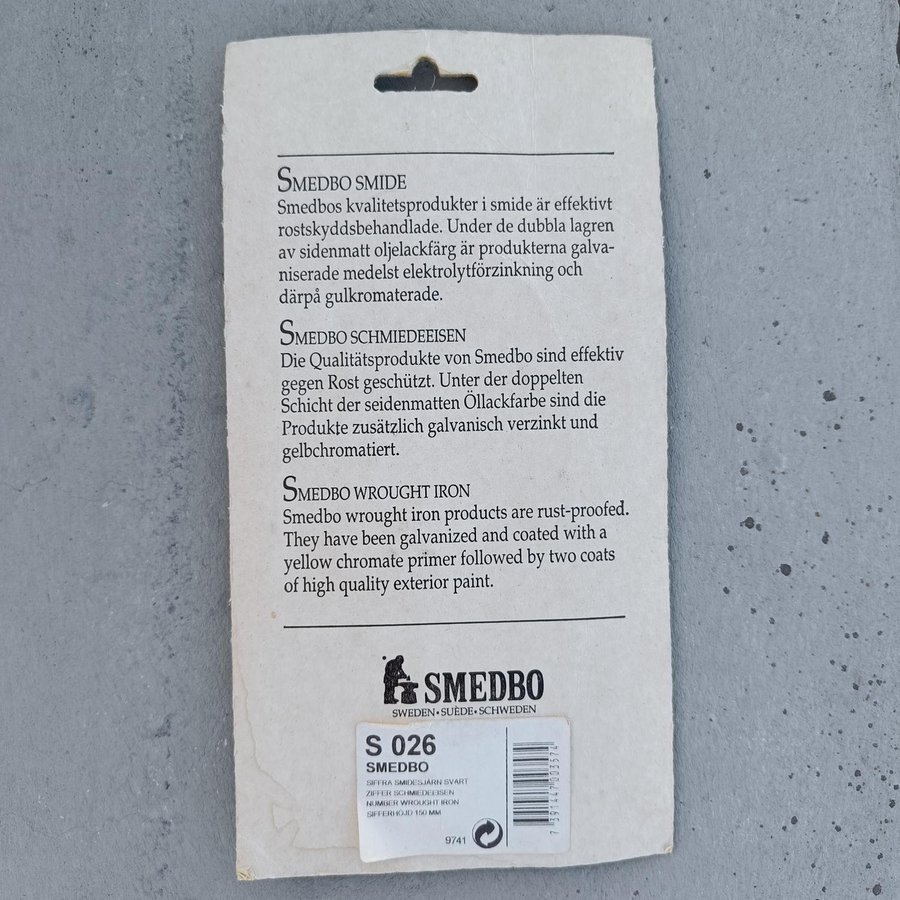 SMEDBO SMIDE
Smedbos kvalitetsprodukter i smide är effektivt
rostskyddsbehandlade. Under de dubbla lagren
av sidenmatt oljelackfärg är produkterna galva-
niserade medelst elektrolytförzinkning och
därpå gulkromaterade.
SMEDBO SCHMIEDEEISEN
Die Qualitätsprodukte von Smedbo sind effektiv
gegen Rost geschützt. Unter der doppelten
Schicht der seidenmatten Öllackfarbe sind die
Produkte zusätzlich galvanisch verzinkt und
gelbchromatiert.
SMEDBO WROUGHT IRON
Smedbo wrought iron products are rust-proofed.
They have been galvanized and coated with a
yellow chromate primer followed by two coats
of high quality exterior paint.
SMEDBO
SWEDEN•SUÈDE•SCHWEDEN
S 026
SMEDBO
SIFFRA SMIDESJÄRN SVART
ZIFFER SCHMIEDEEISEN
NUMBER WROUGHT IRON
SIFFERHÖJD 150 MM
9741
7 391447 003574